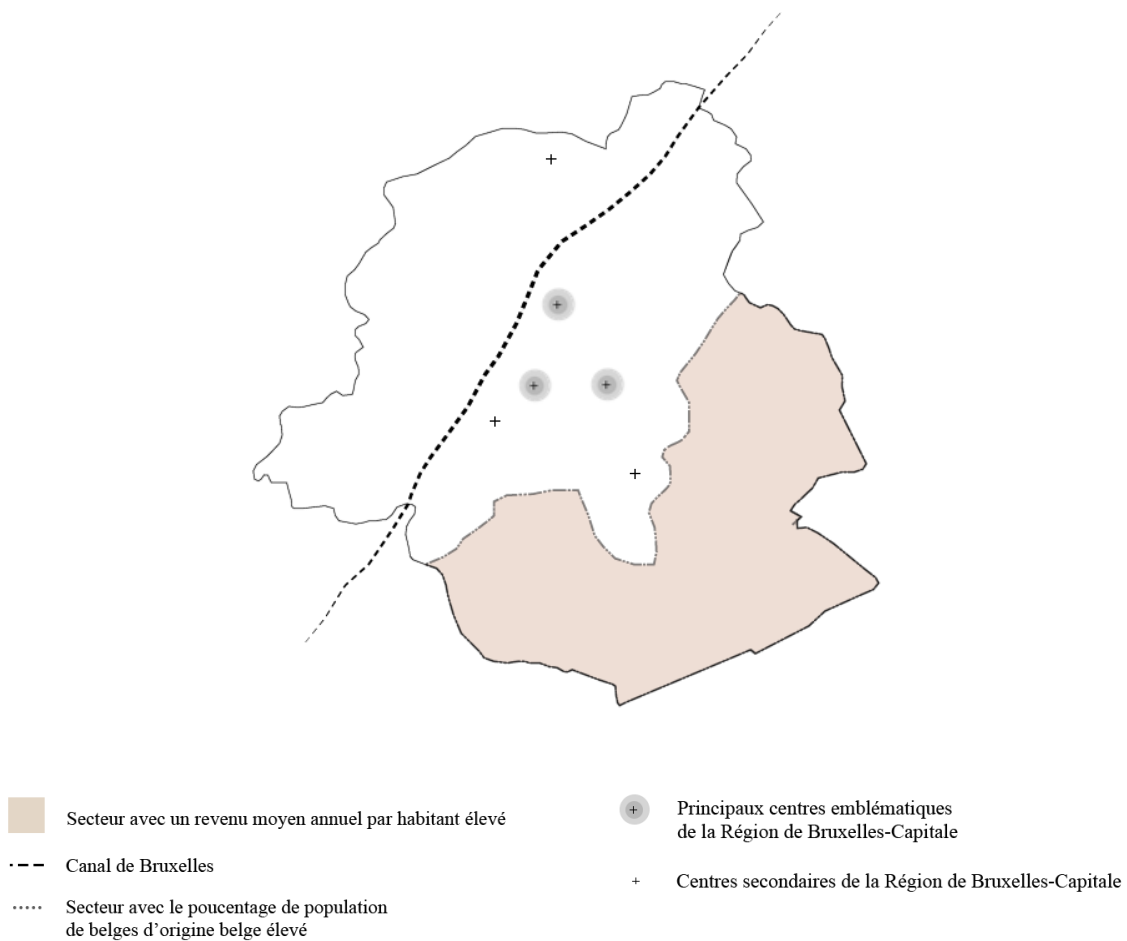 Secteur avec un revenu moyen annuel par habitant élevé
Canal de Bruxelles
Secteur avec le poucentage de population
de belges d'origine belge élevé
Principaux centres emblématiques
de la Région de Bruxelles-Capitale
Centres secondaires de la Région de Bruxelles-Capitale